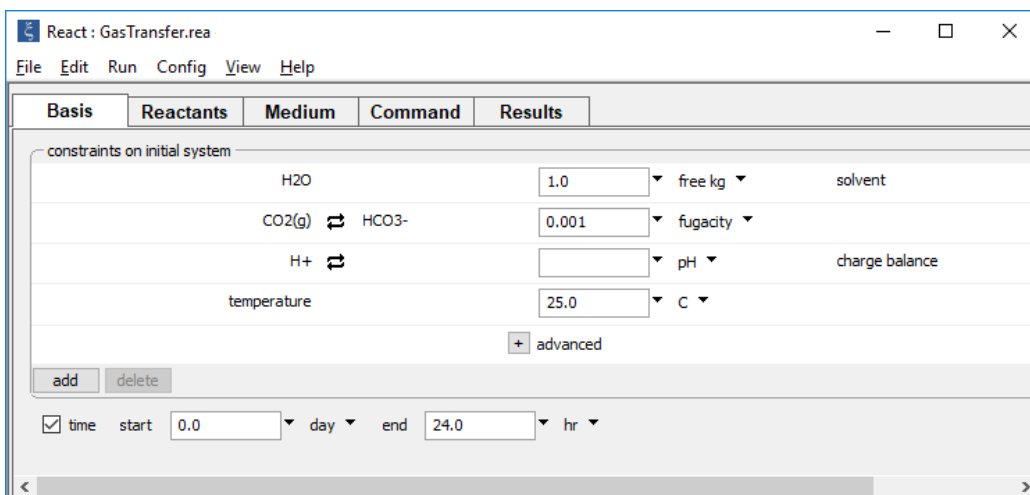 React : GasTransfer.rea
File Edit Run Config View Help
Basis Reactants Medium Command Results
constraints on initial system
H2O 1.0 free kg solvent
CO2(g) HCO3- 0.001 fugacity
H+ pH charge balance
temperature 25.0 C
+ advanced
add delete
time start 0.0 day end 24.0 hr